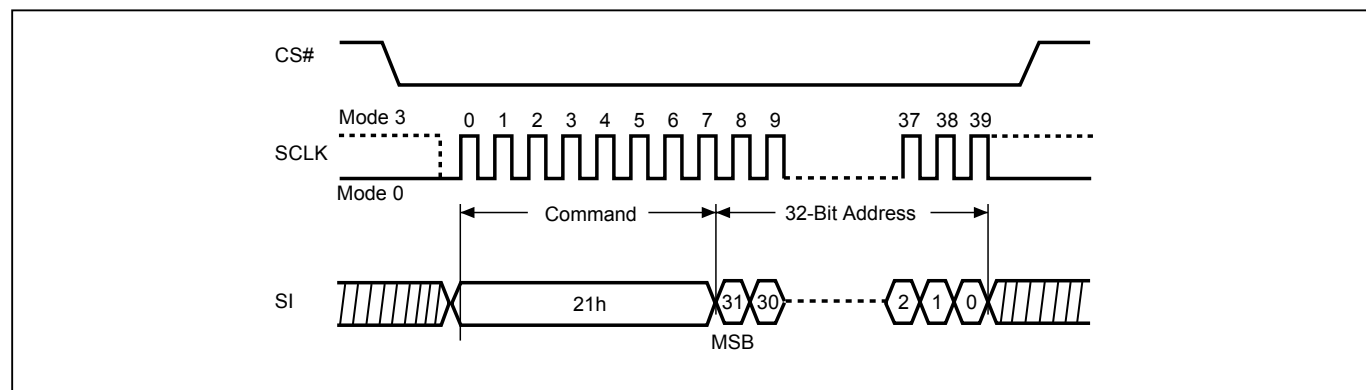 CS#
Mode 3
0 1 2 3 4 5 6 7 8 9 37 38 39
SCLK
Mode 0
Command 32-Bit Address
SI 21h 31 30 2 1 0
MSB